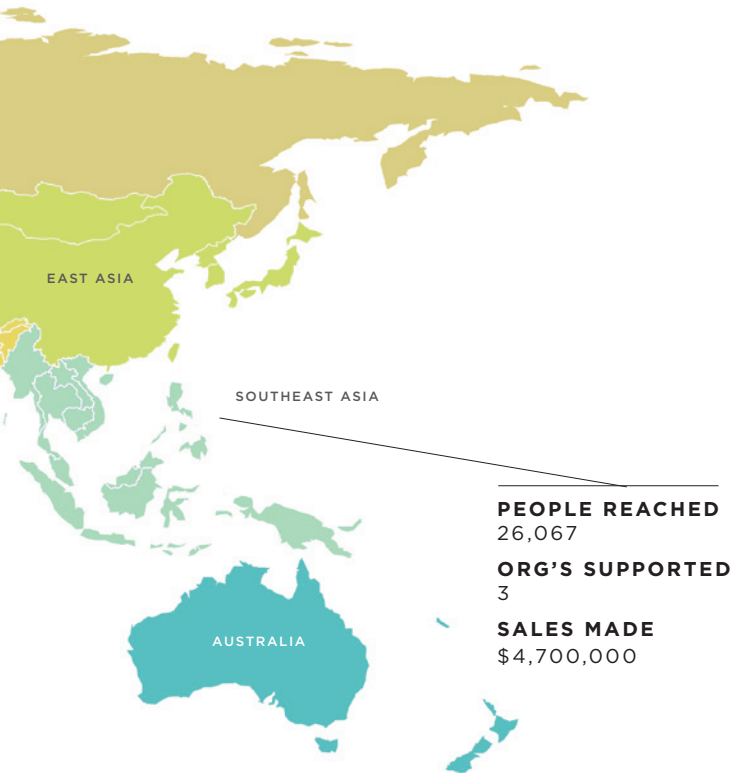 EAST ASIA
SOUTHEAST ASIA
PEOPLE REACHED
26,067
ORG'S SUPPORTED
3
SALES MADE
$4,700,000
AUSTRALIA